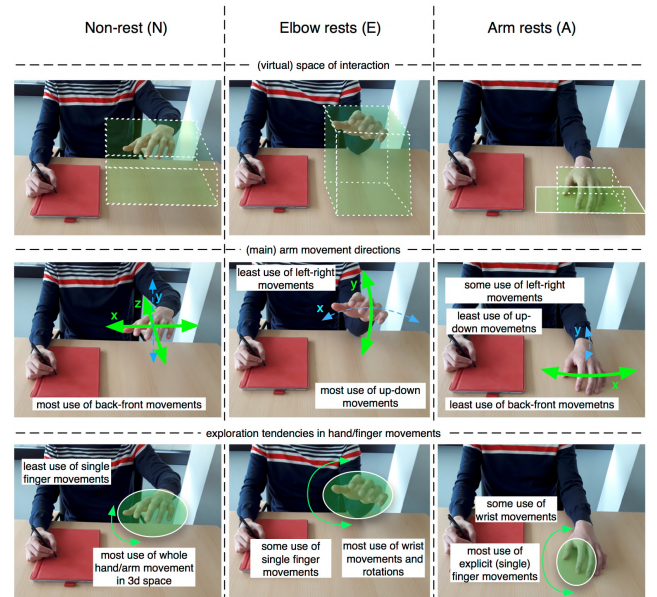 Non-rest (N)
Elbow rests (E)
Arm rests (A)
(virtual) space of interaction
(main) arm movement directions
z
y
x
most use of back-front movements
least use of left-right
movements
y
x
most use of up-down
movements
some use of left-right
movements
least use of up-
down movemetns
y
x
least use of back-front movemetns
exploration tendencies in hand/finger movements
least use of single
finger movements
most use of whole
hand/arm movement
in 3d space
some use of
single finger
movements
most use of wrist
movements and
rotations
some use of
wrist movements
most use of
explicit (single)
finger movements